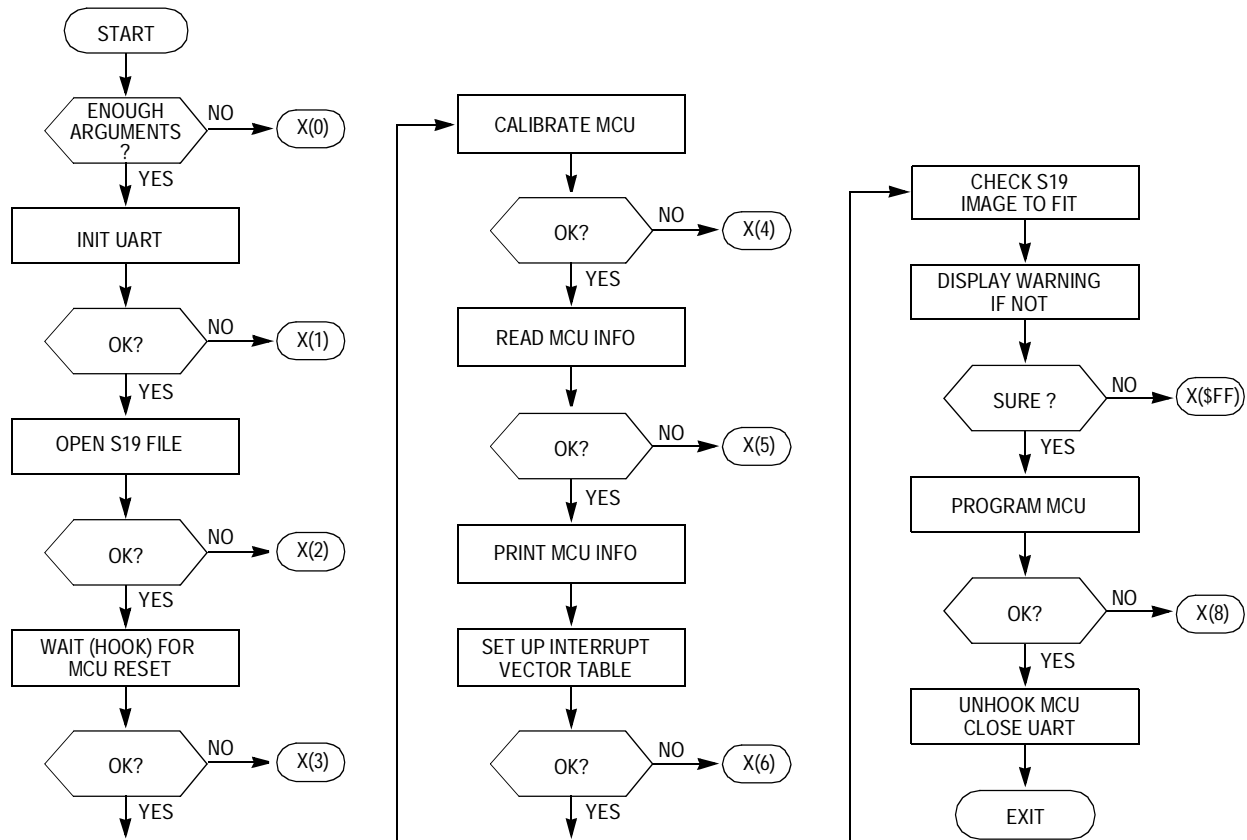 START
ENOUGH
ARGUMENTS
?
NO
X(0)
YES
INIT UART
OK?
NO
X(1)
YES
OPEN S19 FILE
OK?
NO
X(2)
YES
WAIT (HOOK) FOR
MCU RESET
OK?
NO
X(3)
YES
CALIBRATE MCU
OK?
NO
X(4)
YES
READ MCU INFO
OK?
NO
X(5)
YES
PRINT MCU INFO
SET UP INTERRUPT
VECTOR TABLE
OK?
NO
X(6)
YES
CHECK S19
IMAGE TO FIT
DISPLAY WARNING
IF NOT
SURE ?
NO
X($FF)
YES
PROGRAM MCU
OK?
NO
X(8)
YES
UNHOOK MCU
CLOSE UART
EXIT